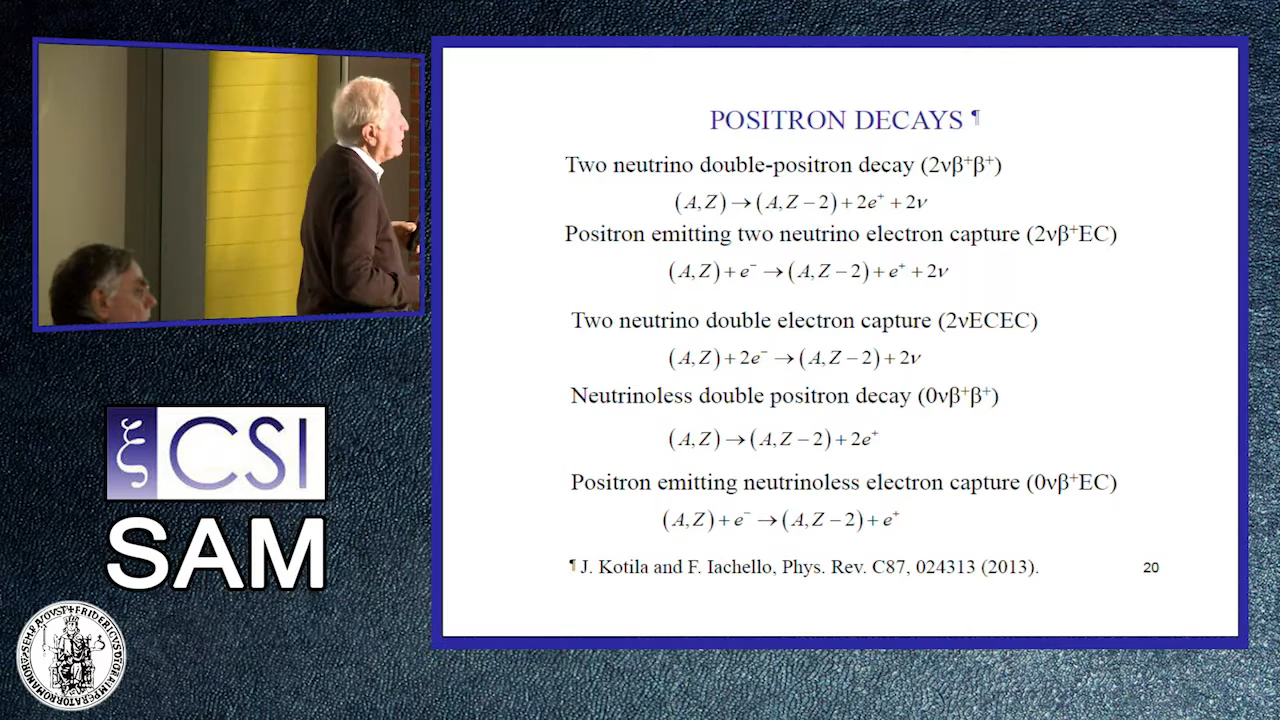 POSITRON DECAYS ¶
Two neutrino double-positron decay (2νβ⁺β⁺)
(A,Z) → (A,Z−2) + 2e⁺ + 2ν
Positron emitting two neutrino electron capture (2νβ⁺EC)
(A,Z) + e⁻ → (A,Z−2) + e⁺ + 2ν
Two neutrino double electron capture (2νECEC)
(A,Z) + 2e⁻ → (A,Z−2) + 2ν
Neutrinoless double positron decay (0νβ⁺β⁺)
(A,Z) → (A,Z−2) + 2e⁺
Positron emitting neutrinoless electron capture (0νβ⁺EC)
(A,Z) + e⁻ → (A,Z−2) + e⁺
¶ J. Kotila and F. Iachello, Phys. Rev. C87, 024313 (2013).
20
ξ CSI
SAM